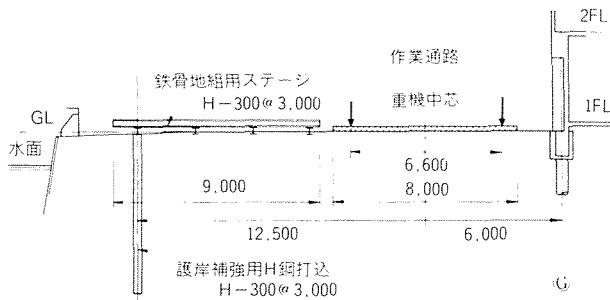 2FL
作業通路
鉄骨地組用ステージ
H-300@3,000
重機中芯
GL
1FL
水面
6,600
9,000
8,000
12,500
6,000
護岸補強用H鋼打込
H-300@3,000
G